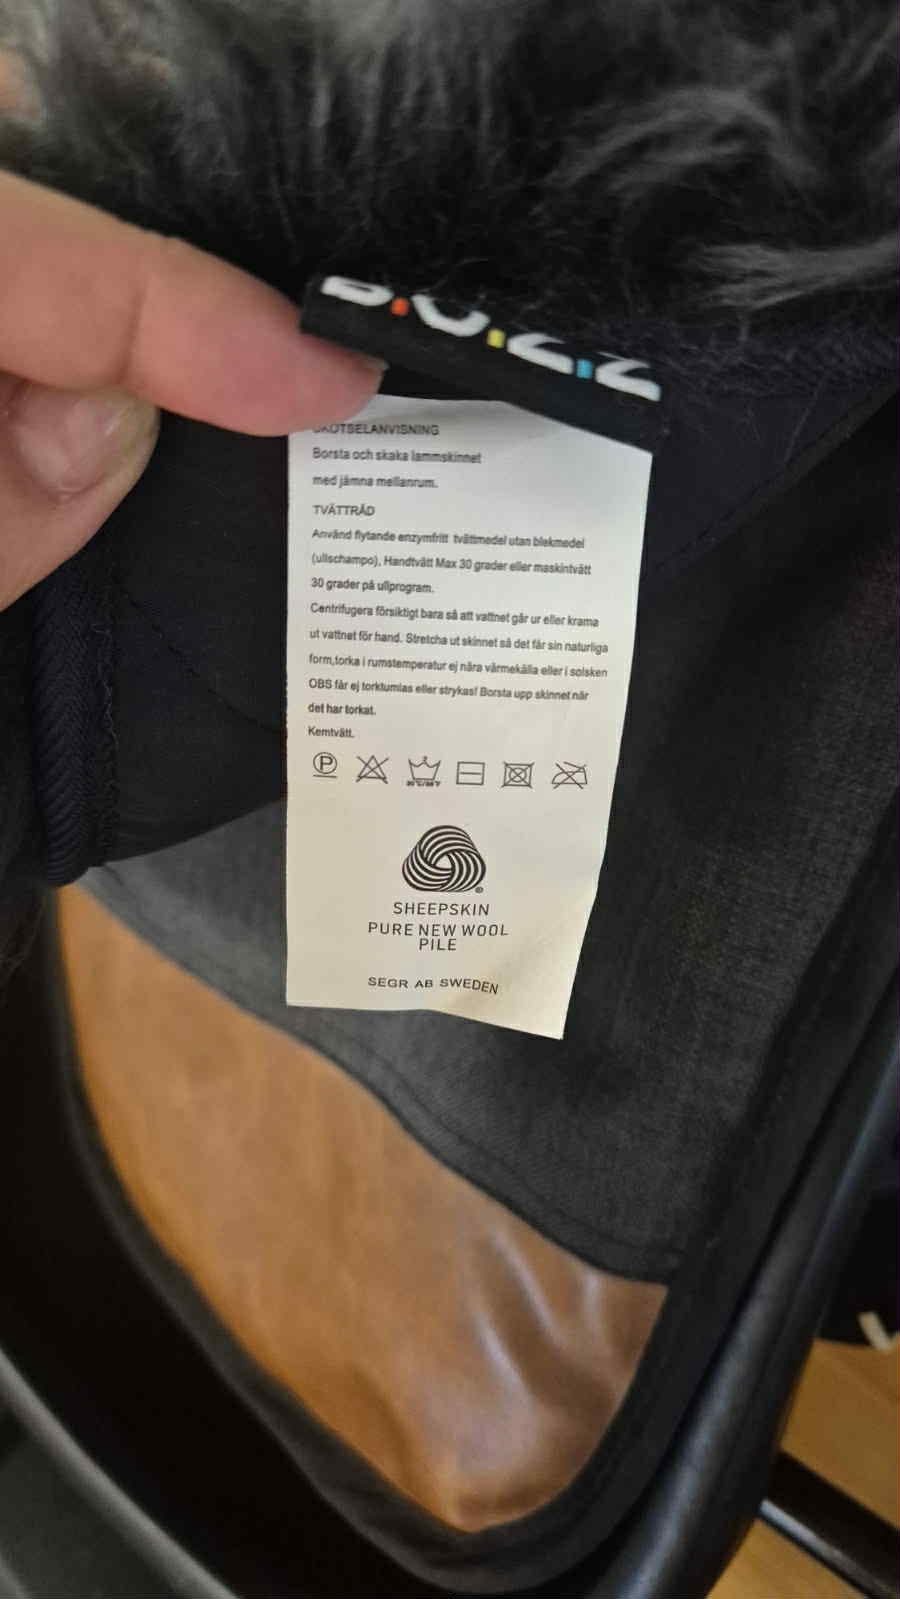 SKÖTSELANVISNING
Borsta och skaka lammskinnet
med jämna mellanrum.
TVÄTTRÅD
Använd flytande enzymfritt tvättmedel utan blekmedel
(ullschampo), Handtvätt Max 30 grader eller maskintvätt
30 grader på ullprogram.
Centrifugera försiktigt bara så att vattnet går ur eller krama
ut vattnet för hand. Stretcha ut skinnet så det får sin naturliga
form,torka i rumstemperatur ej nära värmekälla eller i solsken
OBS får ej torktumlas eller strykas! Borsta upp skinnet när
det har torkat.
Kemtvätt.
P
SHEEPSKIN
PURE NEW WOOL
PILE
SEGR AB SWEDEN